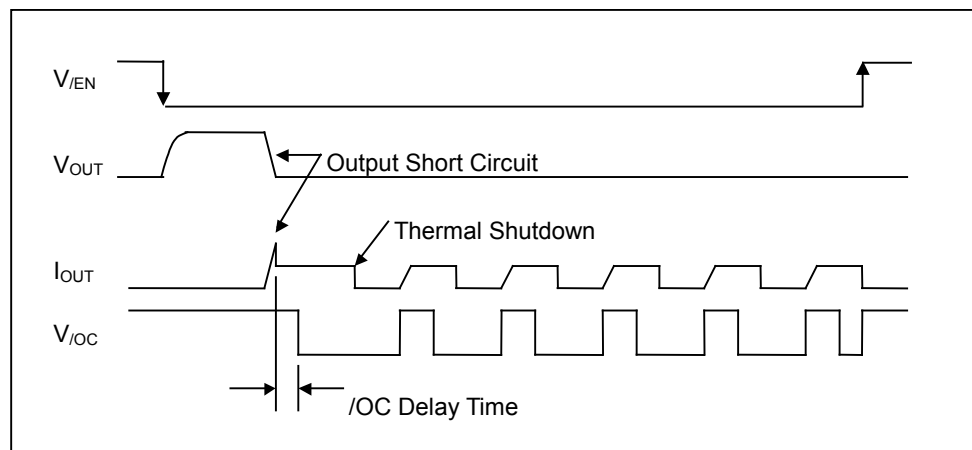 V/EN
VOUT
Output Short Circuit
Thermal Shutdown
IOUT
V/OC
/OC Delay Time